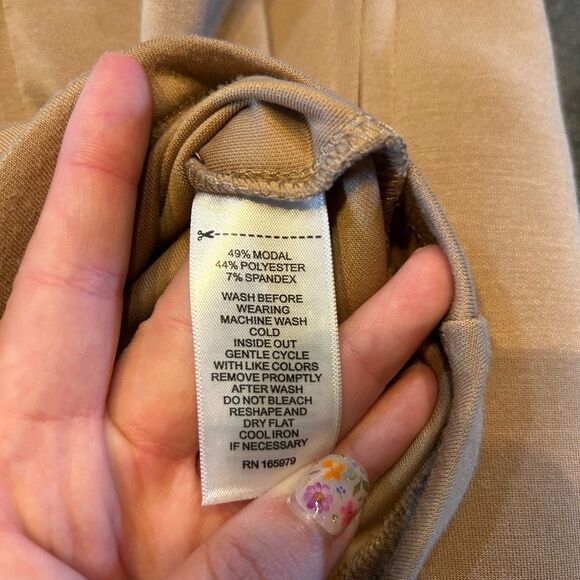 49% MODAL
44% POLYESTER
7% SPANDEX
WASH BEFORE
WEARING
MACHINE WASH
COLD
INSIDE OUT
GENTLE CYCLE
WITH LIKE COLORS
REMOVE PROMPTLY
AFTER WASH
DO NOT BLEACH
RESHAPE AND
DRY FLAT
COOL IRON
IF NECESSARY
RN 165979